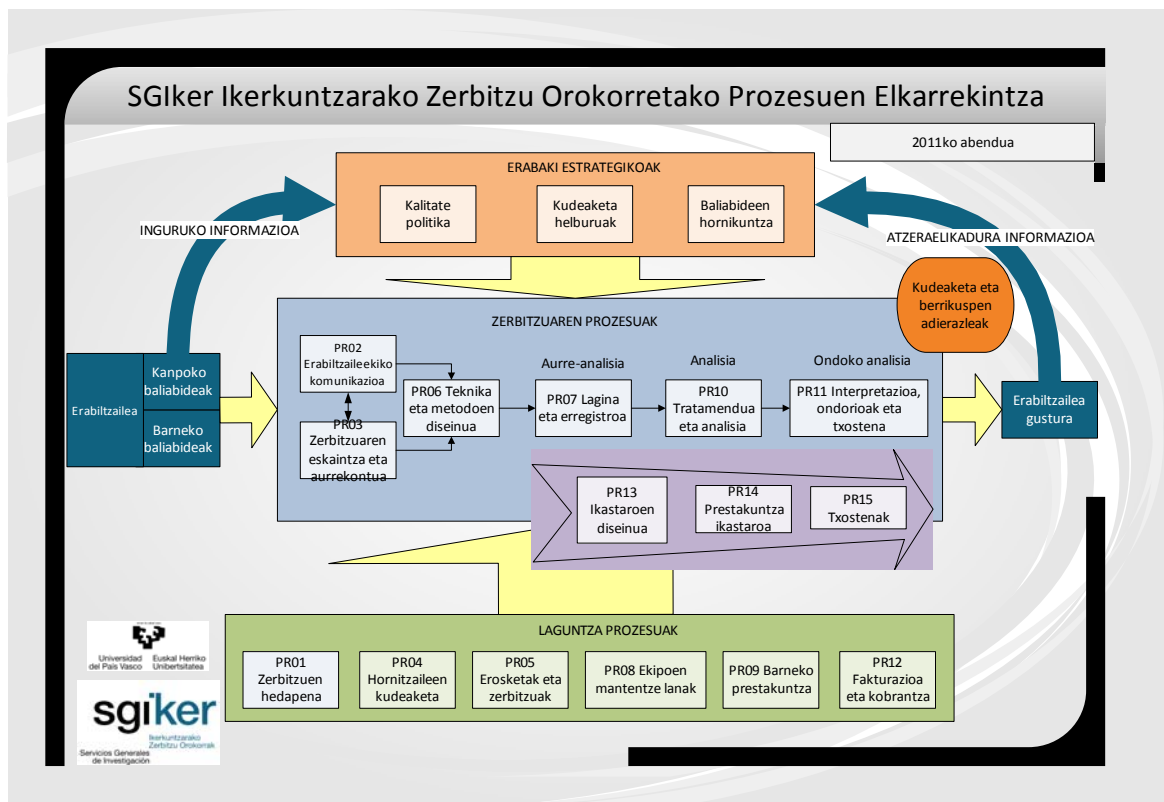 SGIker Ikerkuntzarako Zerbitzu Orokorretako Prozesuen Elkarrekintza
2011ko abendua
ERABAKI ESTRATEGIKOAK
Kalitate
politika
Kudeaketa
helburuak
Baliabideen
hornikuntza
INGURUKO INFORMAZIOA
ATZERAELIKADURA INFORMAZIOA
Kudeaketa eta
berrikuspen
adierazleak
ZERBITZUAREN PROZESUAK
Erabiltzailea
Kanpoko
baliabideak
Barneko
baliabideak
PR02
Erabiltzaileekiko
komunikazioa
PR03
Zerbitzuaren
eskaintza eta
aurrekontua
PR06 Teknika
eta metodoen
diseinua
Aurre-analisia
PR07 Lagina
eta erregistroa
Analisia
PR10
Tratamendua
eta analisia
Ondoko analisia
PR11 Interpretazioa,
ondorioak eta
txostena
Erabiltzailea
gustura
PR13
Ikastaroen
diseinua
PR14
Prestakuntza
ikastaroa
PR15
Txostenak
LAGUNTZA PROZESUAK
PR01
Zerbitzuen
hedapena
PR04
Hornitzaileen
kudeaketa
PR05
Erosketak eta
zerbitzuak
PR08 Ekipoen
mantentze lanak
PR09 Barneko
prestakuntza
PR12
Fakturazioa
eta kobrantza
Universidad
del País Vasco
Euskal Herriko
Unibertsitatea
sgiker
Ikerkuntzarako
Zerbitzu Orokorrak
Servicios Generales
de Investigación